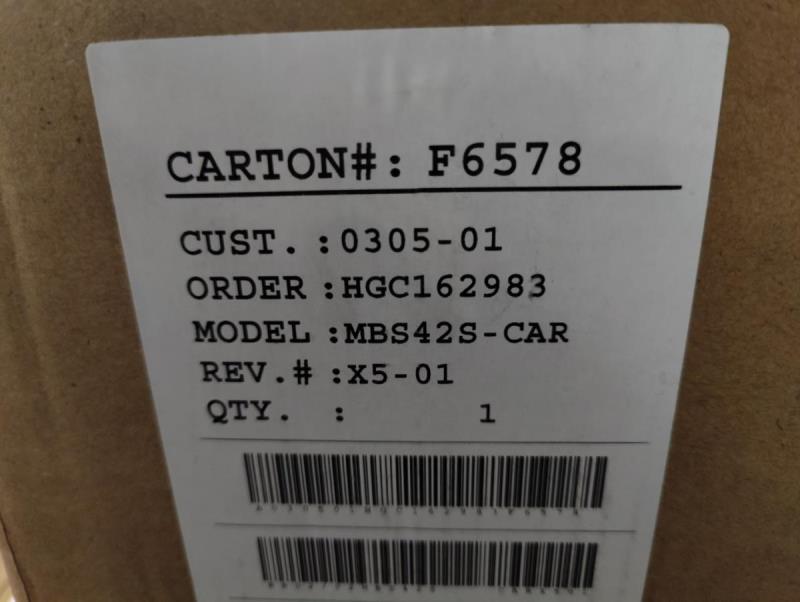 CARTON#: F6578
CUST. :0305-01
ORDER :HGC162983
MODEL :MBS42S-CAR
REV.# :X5-01
QTY. : 1